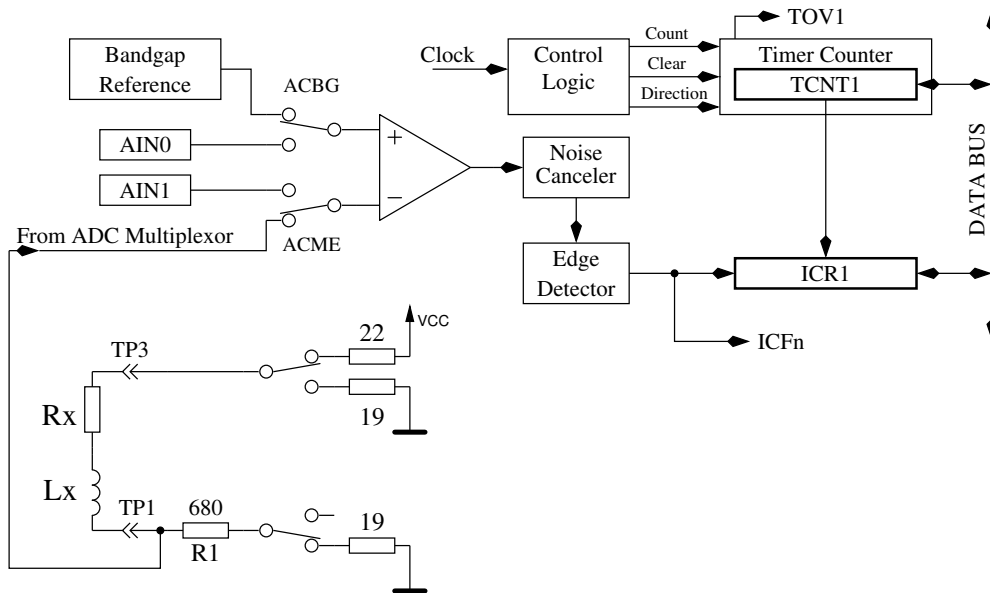 TOV1
Bandgap
Reference
ACBG
Clock
Control
Logic
Count
Clear
Direction
Timer Counter
TCNT1
AIN0
AIN1
+
−
Noise
Canceler
DATA BUS
From ADC Multiplexor
ACME
Edge
Detector
ICR1
ICFn
VCC
22
TP3
19
Rx
Lx
TP1
680
R1
19